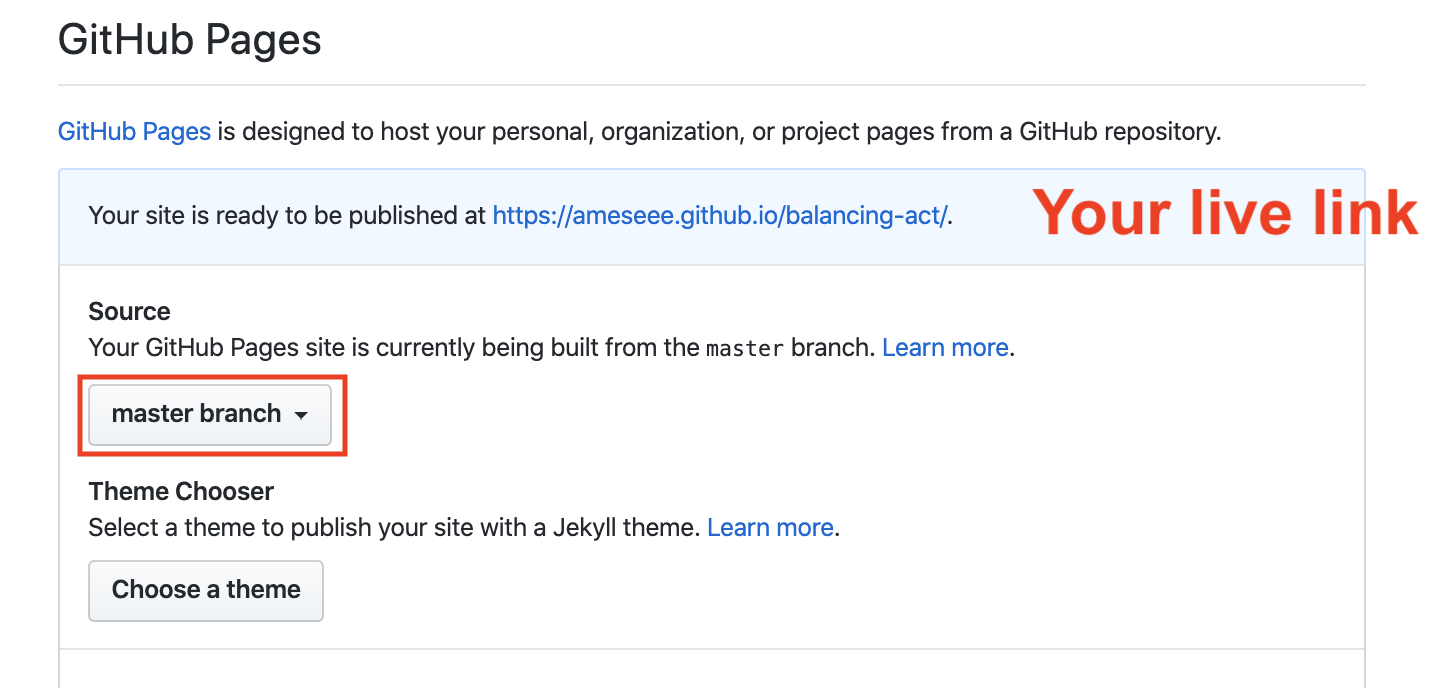 GitHub Pages
GitHub Pages is designed to host your personal, organization, or project pages from a GitHub repository.
Your site is ready to be published at https://ameseee.github.io/balancing-act/.
Your live link
Source
Your GitHub Pages site is currently being built from the master branch. Learn more.
master branch
Theme Chooser
Select a theme to publish your site with a Jekyll theme. Learn more.
Choose a theme